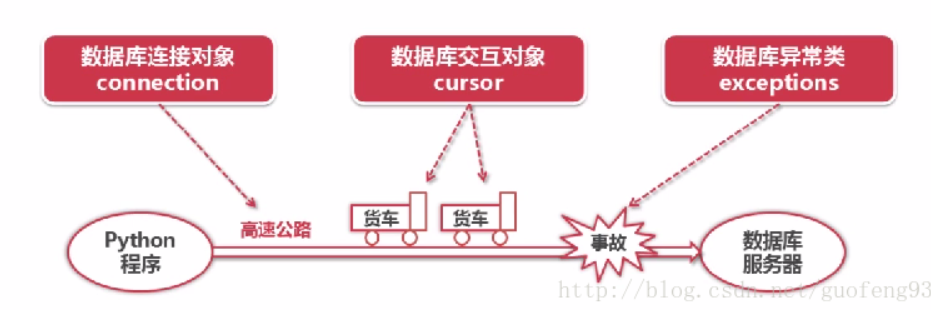 数据库连接对象
connection
数据库交互对象
cursor
数据库异常类
exceptions
Python
程序
高速公路
货车
货车
事故
数据库
服务器
http://blog.csdn.net/guofeng93